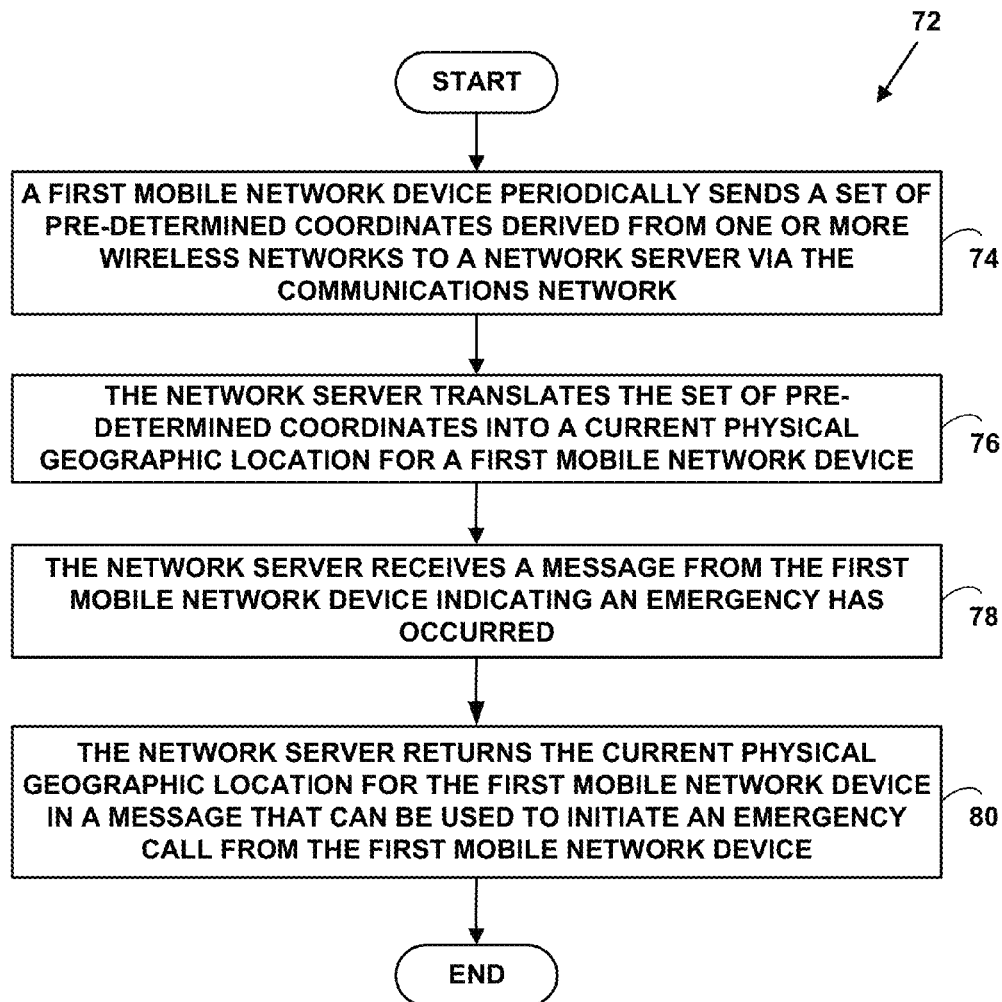 72
START
A FIRST MOBILE NETWORK DEVICE PERIODICALLY SENDS A SET OF
PRE-DETERMINED COORDINATES DERIVED FROM ONE OR MORE
WIRELESS NETWORKS TO A NETWORK SERVER VIA THE
COMMUNICATIONS NETWORK
74
THE NETWORK SERVER TRANSLATES THE SET OF PRE-
DETERMINED COORDINATES INTO A CURRENT PHYSICAL
GEOGRAPHIC LOCATION FOR A FIRST MOBILE NETWORK DEVICE
76
THE NETWORK SERVER RECEIVES A MESSAGE FROM THE FIRST
MOBILE NETWORK DEVICE INDICATING AN EMERGENCY HAS
OCCURRED
78
THE NETWORK SERVER RETURNS THE CURRENT PHYSICAL
GEOGRAPHIC LOCATION FOR THE FIRST MOBILE NETWORK DEVICE
IN A MESSAGE THAT CAN BE USED TO INITIATE AN EMERGENCY
CALL FROM THE FIRST MOBILE NETWORK DEVICE
80
END